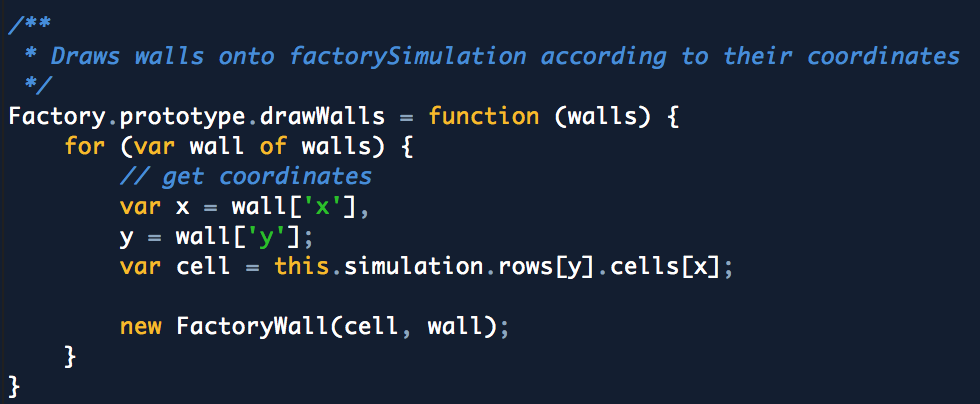 /**
 * Draws walls onto factorySimulation according to their coordinates
 */
Factory.prototype.drawWalls = function (walls) {
    for (var wall of walls) {
        // get coordinates
        var x = wall['x'],
        y = wall['y'];
        var cell = this.simulation.rows[y].cells[x];

        new FactoryWall(cell, wall);
    }
}